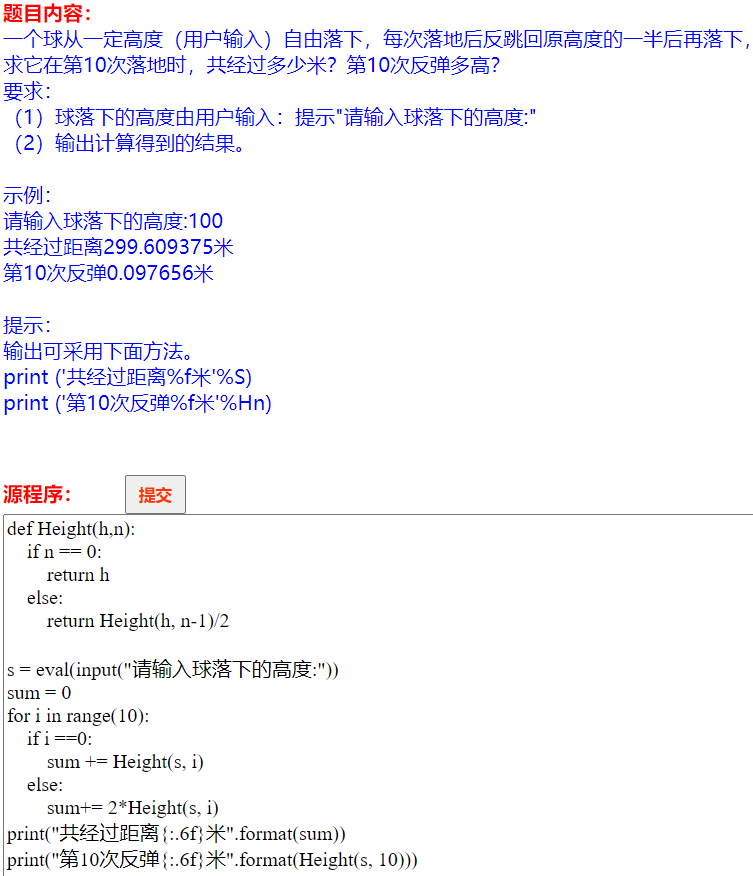 题目内容：
一个球从一定高度（用户输入）自由落下，每次落地后反跳回原高度的一半后再落下，
求它在第10次落地时，共经过多少米？第10次反弹多高？
要求：
（1）球落下的高度由用户输入：提示"请输入球落下的高度:"
（2）输出计算得到的结果。
示例：
请输入球落下的高度:100
共经过距离299.609375米
第10次反弹0.097656米
提示：
输出可采用下面方法。
print ('共经过距离%f米'%S)
print ('第10次反弹%f米'%Hn)
源程序： 提交
def Height(h,n):
    if n == 0:
        return h
    else:
        return Height(h, n-1)/2
s = eval(input("请输入球落下的高度:"))
sum = 0
for i in range(10):
    if i ==0:
        sum += Height(s, i)
    else:
        sum+= 2*Height(s, i)
print("共经过距离{:.6f}米".format(sum))
print("第10次反弹{:.6f}米".format(Height(s, 10)))